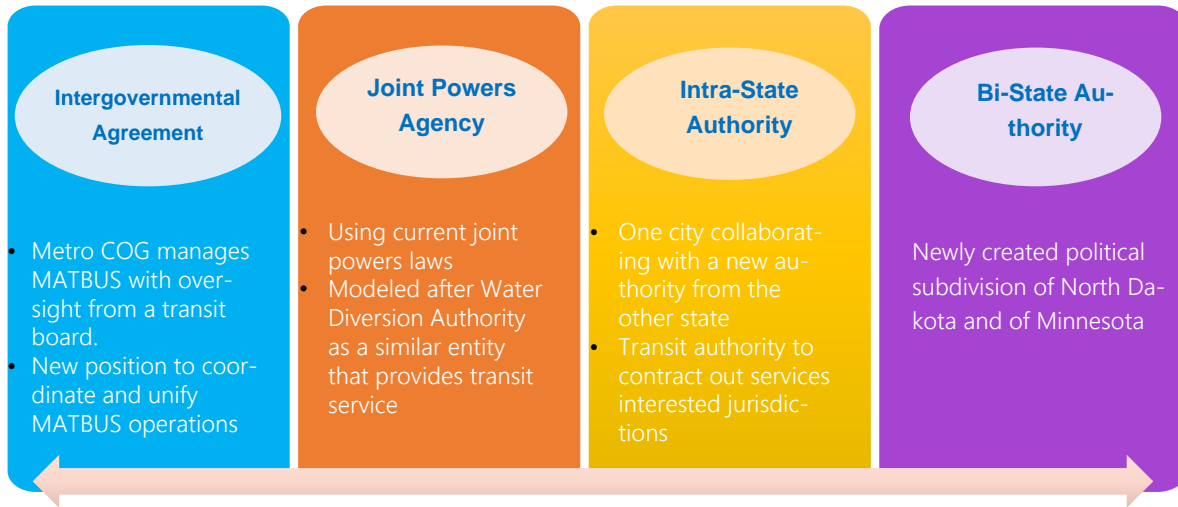 Intergovernmental
Agreement
• Metro COG manages
MATBUS with over-
sight from a transit
board.
• New position to coor-
dinate and unify
MATBUS operations
Joint Powers
Agency
• Using current joint
powers laws
• Modeled after Water
Diversion Authority
as a similar entity
that provides transit
service
Intra-State
Authority
• One city collaborat-
ing with a new au-
thority from the
other state
• Transit authority to
contract out services
interested jurisdic-
tions
Bi-State Au-
thority
Newly created political
subdivision of North Da-
kota and of Minnesota